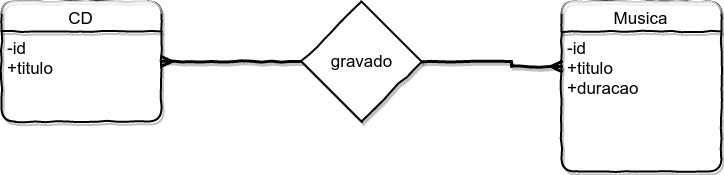 CD
-id
+titulo
gravado
Musica
-id
+titulo
+duracao